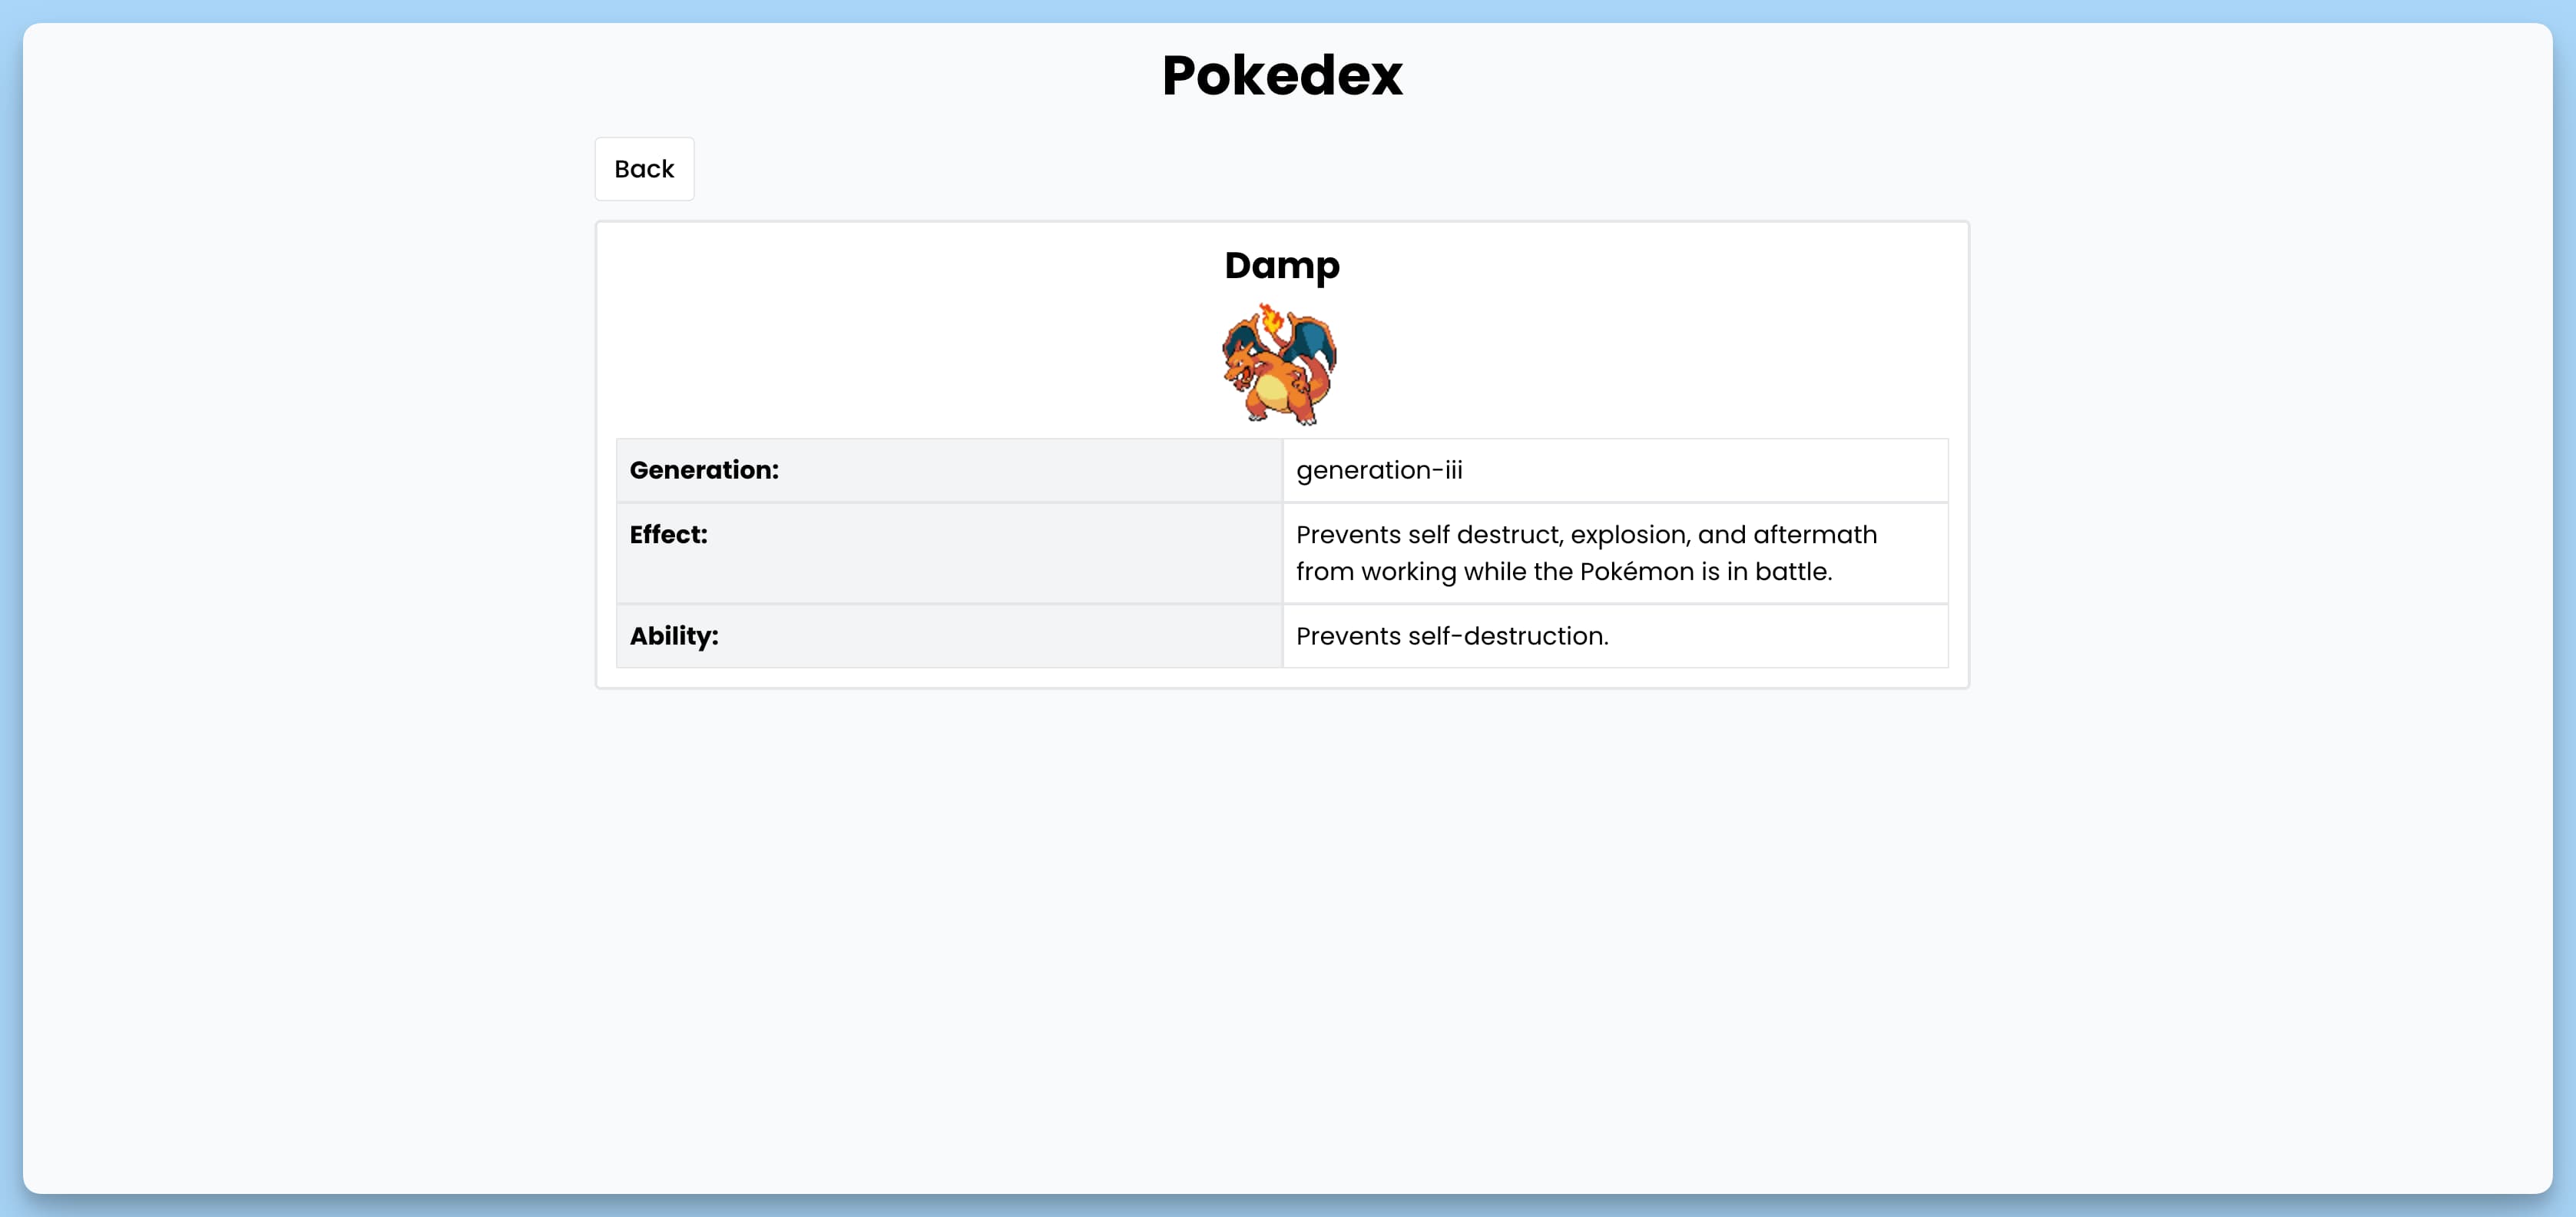 Pokedex
Back
Damp
Generation:
generation-iii
Effect:
Prevents self destruct, explosion, and aftermath
from working while the Pokémon is in battle.
Ability:
Prevents self-destruction.